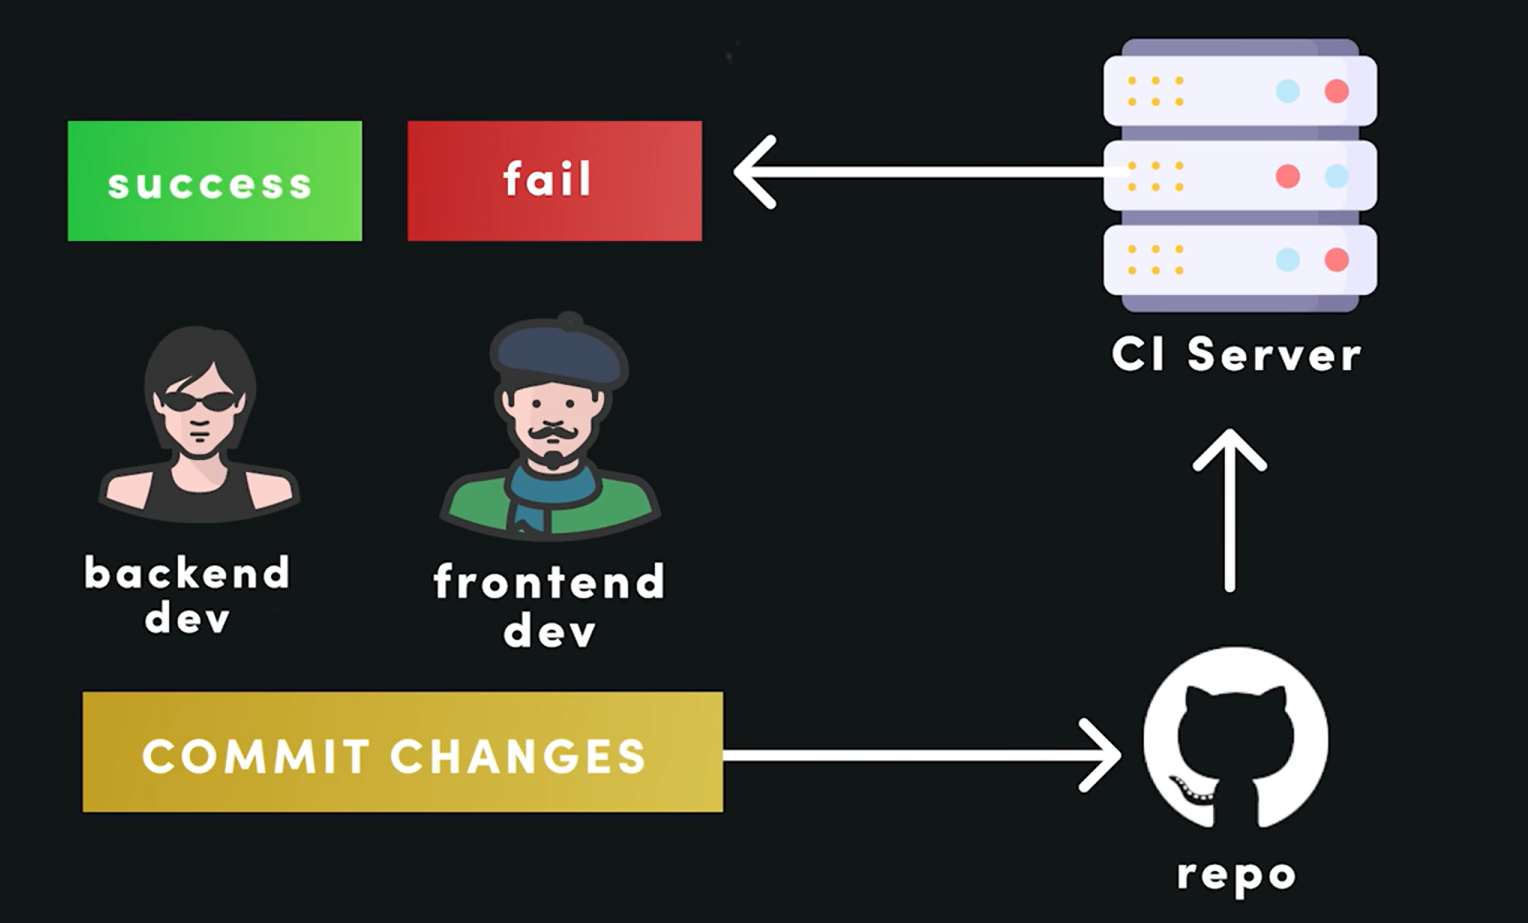 success
fail
CI Server
backend
dev
frontend
dev
COMMIT CHANGES
repo